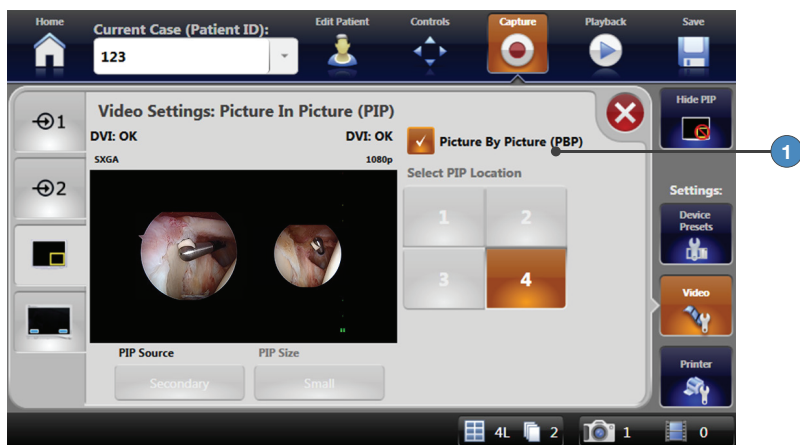 Home
Current Case (Patient ID):
123
Edit Patient
Controls
Capture
Playback
Save
1
2
Video Settings: Picture In Picture (PIP)
DVI: OK
DVI: OK
SXGA
1080p
Picture By Picture (PBP)
1
Select PIP Location
1
2
3
4
PIP Source
PIP Size
Secondary
Small
Hide PIP
Settings:
Device
Presets
Video
Printer
4L
2
1
0